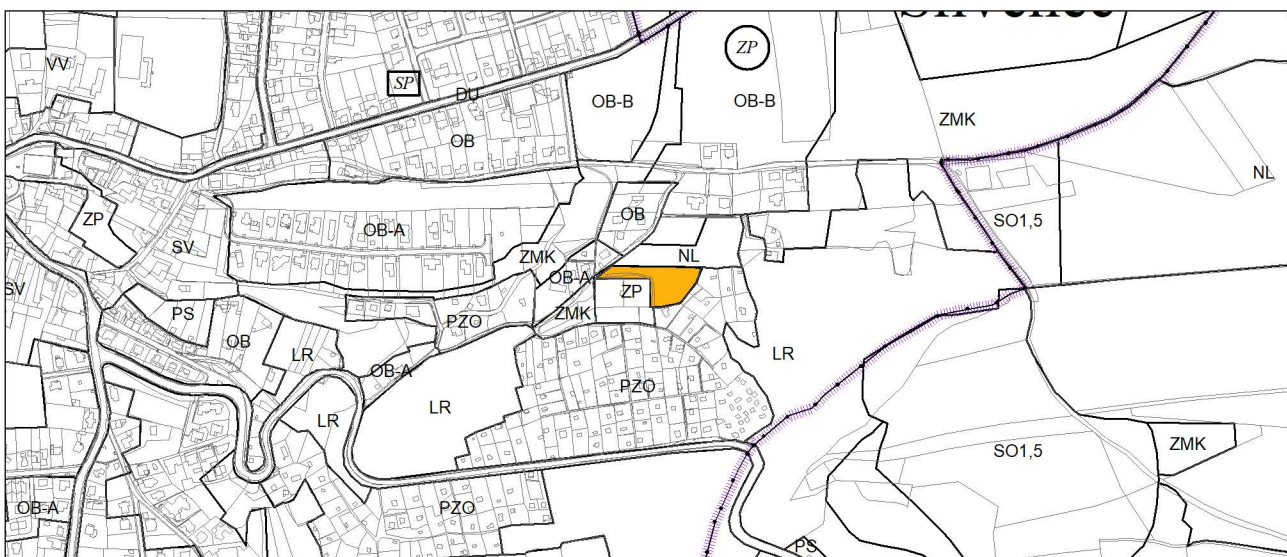 VV
SP
DU
OB
OB-B
ZP
OB-B
ZMK
NL
SO1,5
ZP
SV
OB-A
OB
ZMK
NL
OB-A
ZP
SV
PS
OB
LR
PZO
ZMK
OB-A
LR
LR
PZO
LR
SO1,5
ZMK
OB-A
PZO
PS